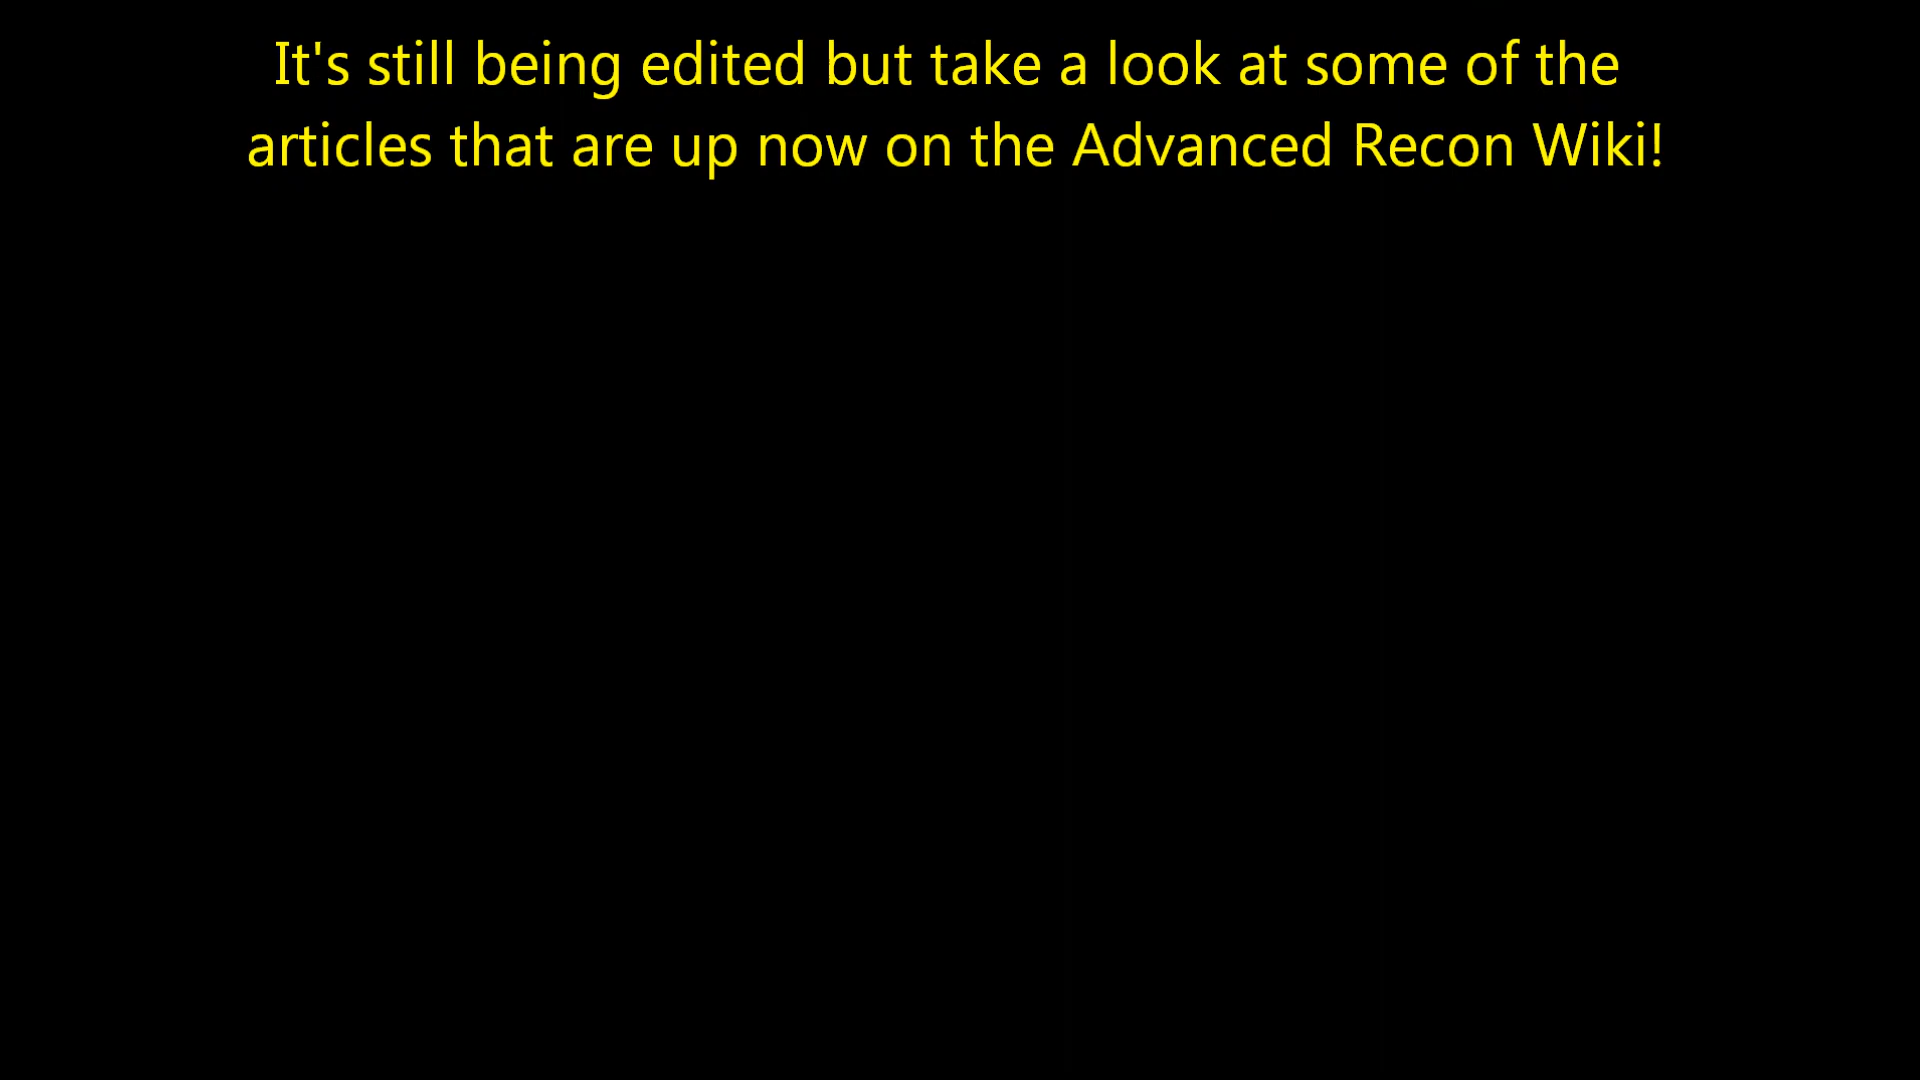 It's still being edited but take a look at some of the
articles that are up now on the Advanced Recon Wiki!